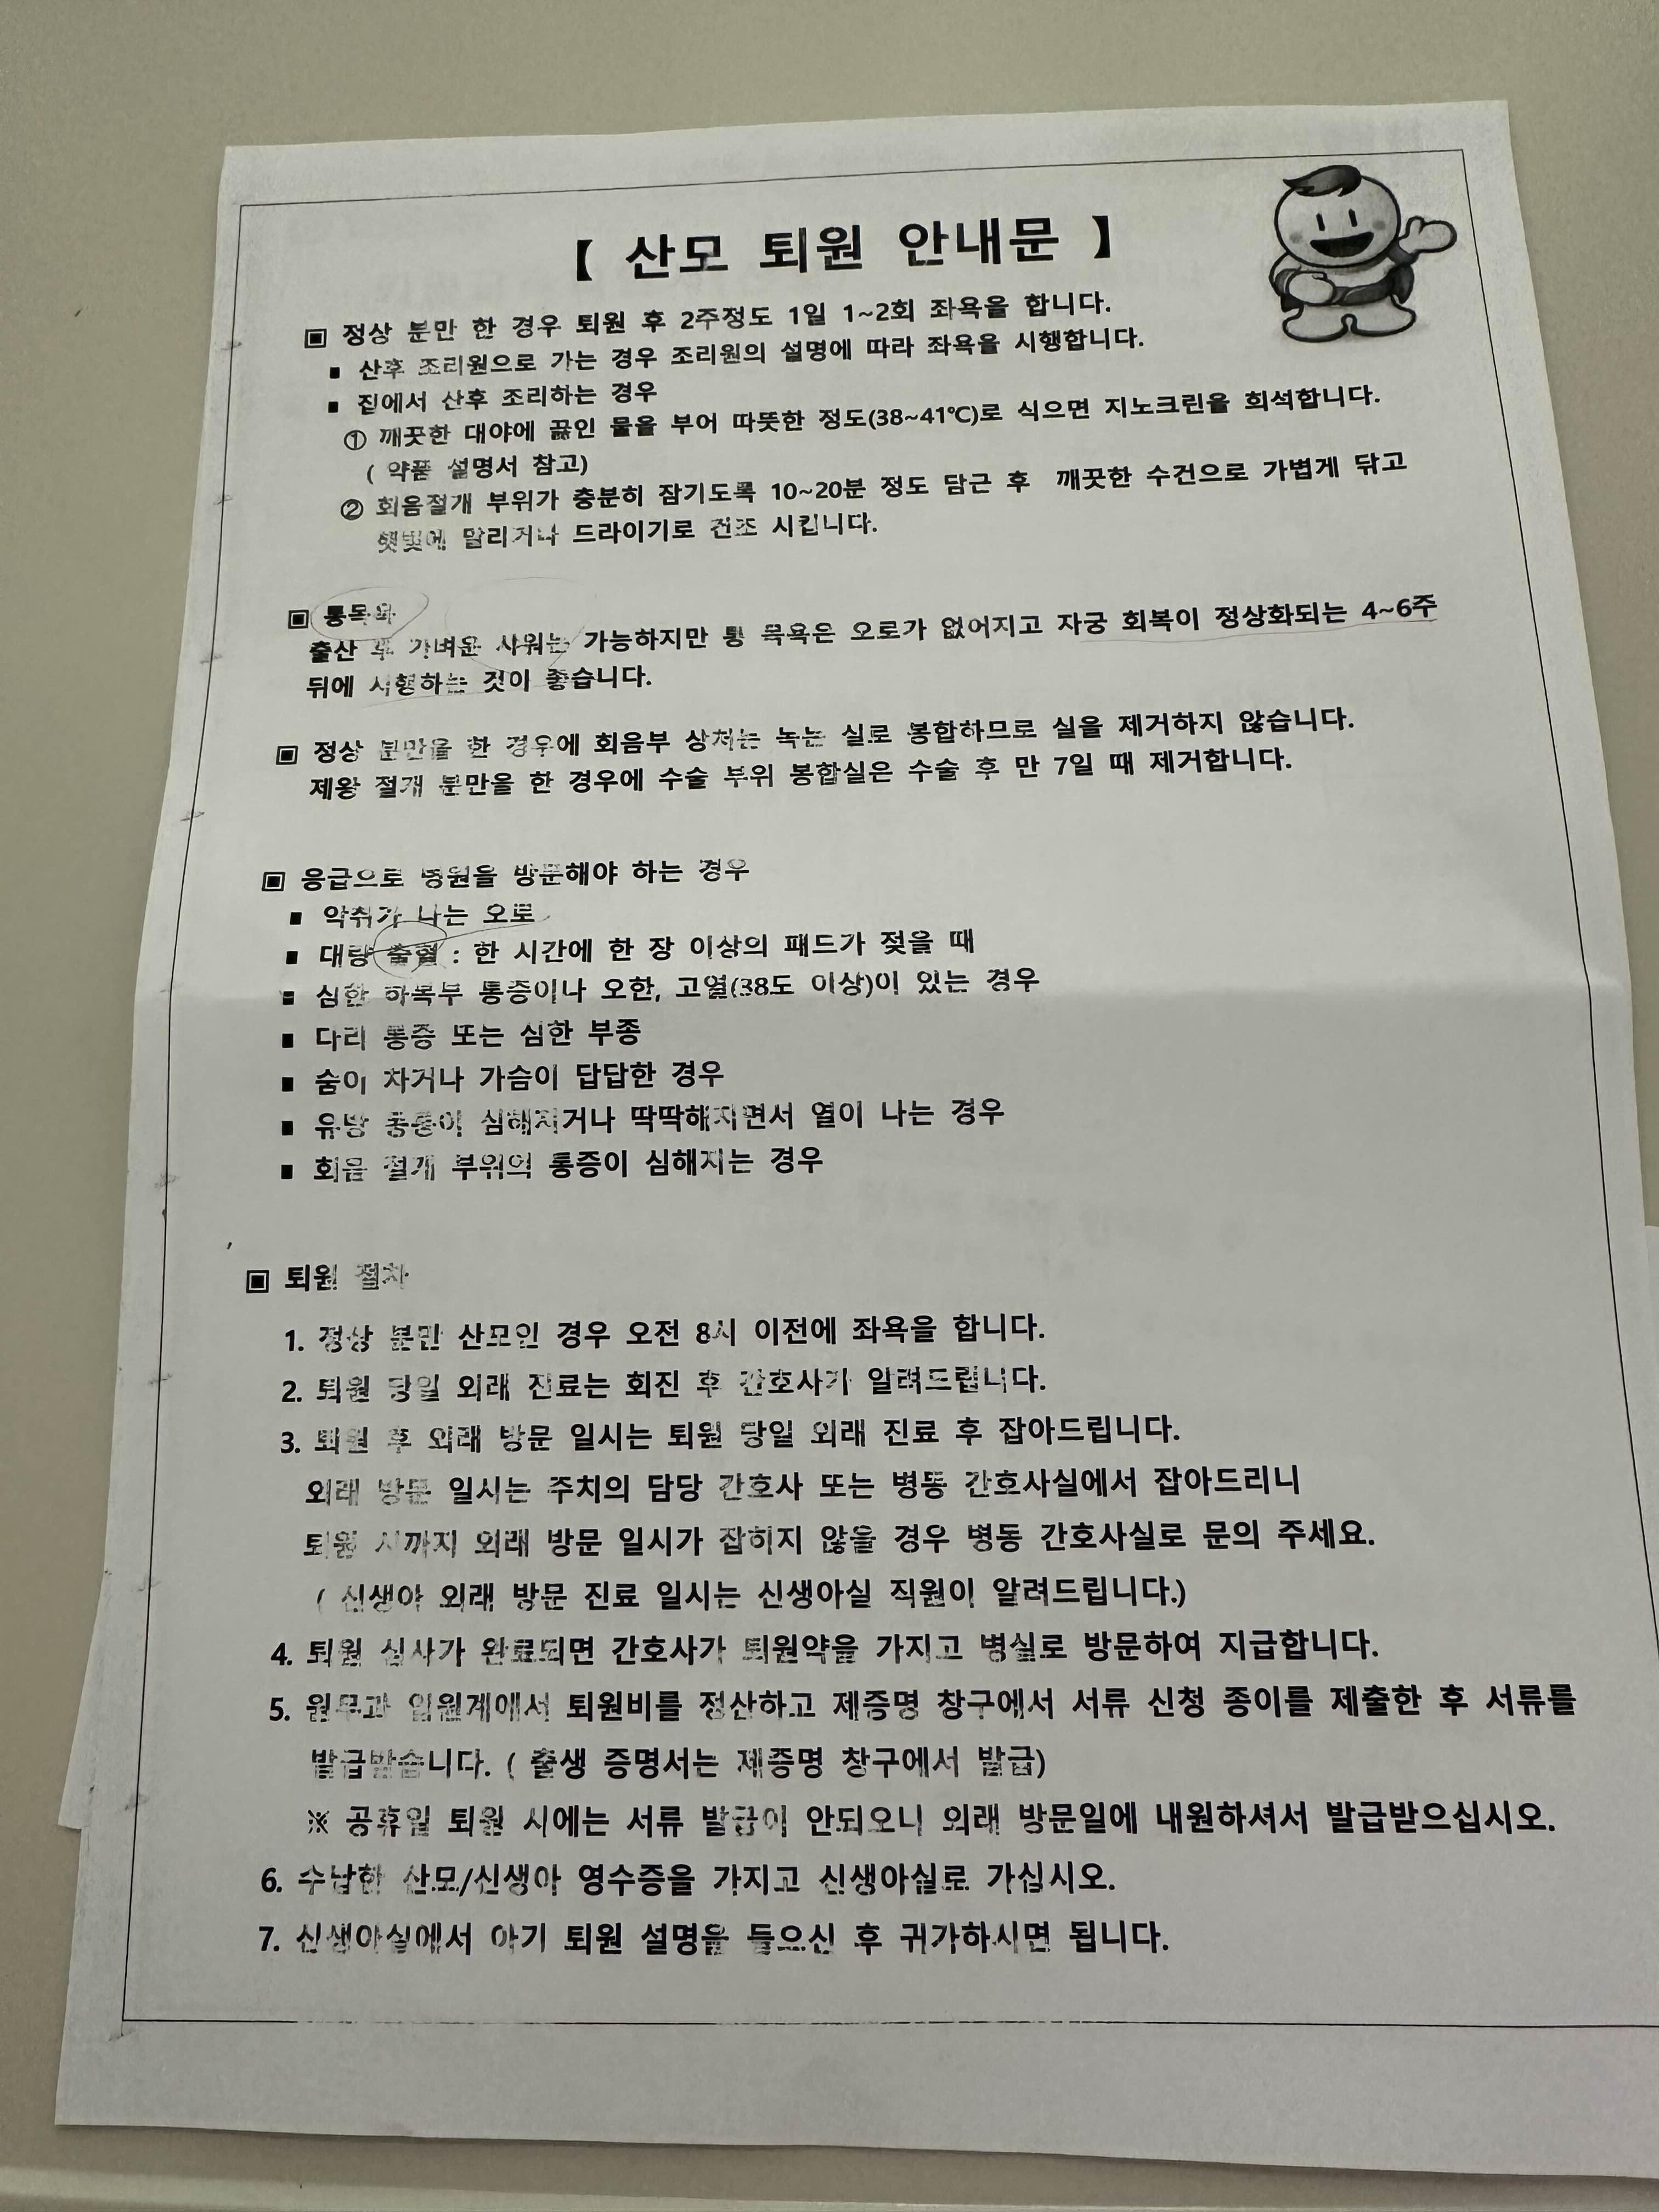 【 산모 퇴원 안내문 】
▣ 정상 분만 한 경우 퇴원 후 2주정도 1일 1~2회 좌욕을 합니다.
▪ 산후 조리원으로 가는 경우 조리원의 설명에 따라 좌욕을 시행합니다.
▪ 집에서 산후 조리하는 경우
① 깨끗한 대야에 끓인 물을 부어 따뜻한 정도(38~41℃)로 식으면 지노크린을 희석합니다.
( 약품 설명서 참고)
② 회음절개 부위가 충분히 잠기도록 10~20분 정도 담근 후 깨끗한 수건으로 가볍게 닦고
햇빛에 말리거나 드라이기로 건조 시킵니다.
▣ 통목욕
출산 후 가벼운 샤워는 가능하지만 통 목욕은 오로가 없어지고 자궁 회복이 정상화되는 4~6주
뒤에 시행하는 것이 좋습니다.
▣ 정상 분만을 한 경우에 회음부 상처는 녹는 실로 봉합하므로 실을 제거하지 않습니다.
제왕 절개 분만을 한 경우에 수술 부위 봉합실은 수술 후 만 7일 때 제거합니다.
▣ 응급으로 병원을 방문해야 하는 경우
▪ 악취가 나는 오로
▪ 대량 출혈 : 한 시간에 한 장 이상의 패드가 젖을 때
▪ 심한 하복부 통증이나 오한, 고열(38도 이상)이 있는 경우
▪ 다리 통증 또는 심한 부종
▪ 숨이 차거나 가슴이 답답한 경우
▪ 유방 통증이 심해지거나 딱딱해지면서 열이 나는 경우
▪ 회음 절개 부위의 통증이 심해지는 경우
▣ 퇴원 절차
1. 정상 분만 산모인 경우 오전 8시 이전에 좌욕을 합니다.
2. 퇴원 당일 외래 진료는 회진 후 간호사가 알려드립니다.
3. 퇴원 후 외래 방문 일시는 퇴원 당일 외래 진료 후 잡아드립니다.
외래 방문 일시는 주치의 담당 간호사 또는 병동 간호사실에서 잡아드리니
퇴원 시까지 외래 방문 일시가 잡히지 않을 경우 병동 간호사실로 문의 주세요.
( 신생아 외래 방문 진료 일시는 신생아실 직원이 알려드립니다.)
4. 퇴원 심사가 완료되면 간호사가 퇴원약을 가지고 병실로 방문하여 지급합니다.
5. 원무과 입원계에서 퇴원비를 정산하고 제증명 창구에서 서류 신청 종이를 제출한 후 서류를
발급받습니다. ( 출생 증명서는 제증명 창구에서 발급)
※ 공휴일 퇴원 시에는 서류 발급이 안되오니 외래 방문일에 내원하셔서 발급받으십시오.
6. 수납한 산모/신생아 영수증을 가지고 신생아실로 가십시오.
7. 신생아실에서 아기 퇴원 설명을 들으신 후 귀가하시면 됩니다.